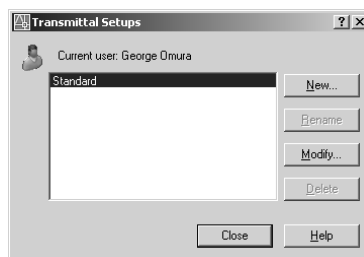 Transmittal Setups
Current user: George Omura
Standard
New...
Rename
Modify...
Delete
Close
Help